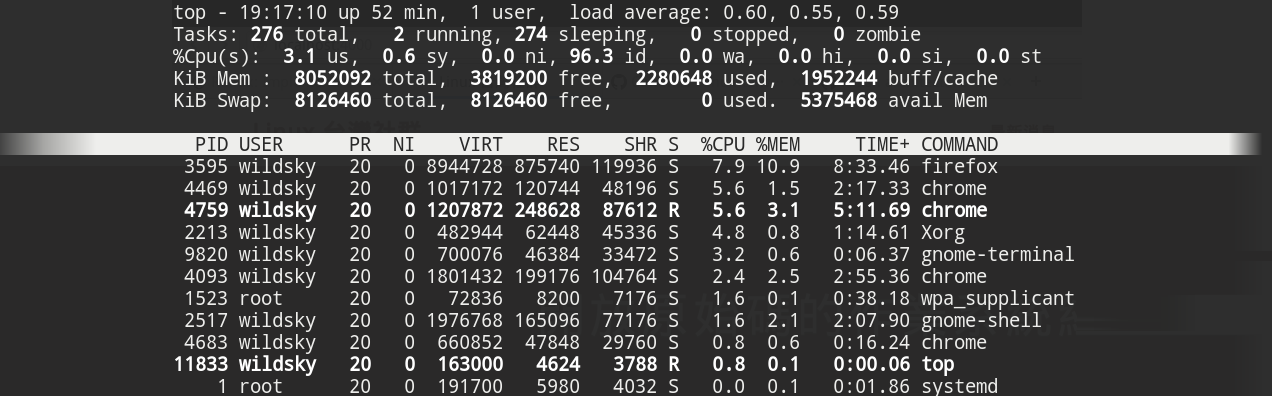 top - 19:17:10 up 52 min,  1 user,  load average: 0.60, 0.55, 0.59
Tasks: 276 total,   2 running, 274 sleeping,   0 stopped,   0 zombie
%Cpu(s):  3.1 us,  0.6 sy,  0.0 ni, 96.3 id,  0.0 wa,  0.0 hi,  0.0 si,  0.0 st
KiB Mem :  8052092 total,  3819200 free,  2280648 used,  1952244 buff/cache
KiB Swap:  8126460 total,  8126460 free,        0 used.  5375468 avail Mem
  PID USER      PR  NI    VIRT    RES    SHR S  %CPU %MEM     TIME+ COMMAND
 3595 wildsky   20   0 8944728 875740 119936 S   7.9 10.9   8:33.46 firefox
 4469 wildsky   20   0 1017172 120744  48196 S   5.6  1.5   2:17.33 chrome
 4759 wildsky   20   0 1207872 248628  87612 R   5.6  3.1   5:11.69 chrome
 2213 wildsky   20   0  482944  62448  45336 S   4.8  0.8   1:14.61 Xorg
 9820 wildsky   20   0  700076  46384  33472 S   3.2  0.6   0:06.37 gnome-terminal
 4093 wildsky   20   0 1801432 199176 104764 S   2.4  2.5   2:55.36 chrome
 1523 root      20   0   72836   8200   7176 S   1.6  0.1   0:38.18 wpa_supplicant
 2517 wildsky   20   0 1976768 165096  77176 S   1.6  2.1   2:07.90 gnome-shell
 4683 wildsky   20   0  660852  47848  29760 S   0.8  0.6   0:16.24 chrome
11833 wildsky   20   0  163000   4624   3788 R   0.8  0.1   0:00.06 top
    1 root      20   0  191700   5980   4032 S   0.0  0.1   0:01.86 systemd